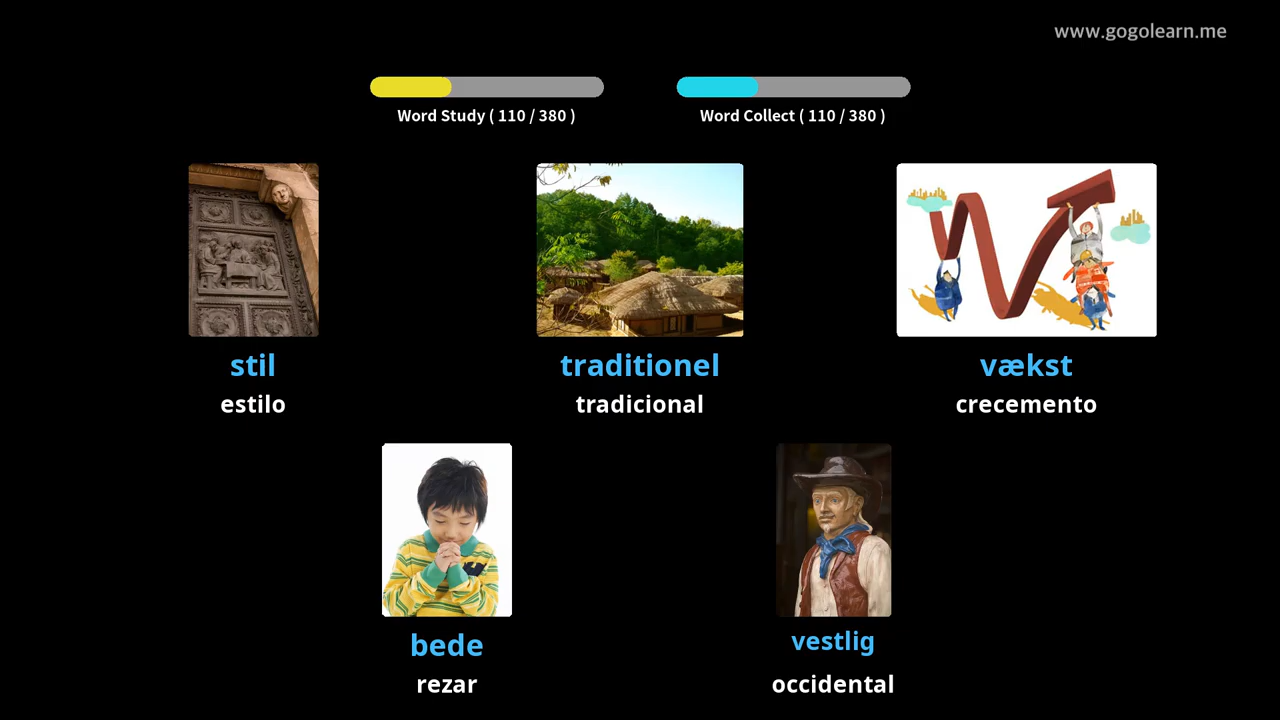 www.gogolearn.me
Word Study ( 110 / 380 )
Word Collect ( 110 / 380 )
stil
estilo
traditionel
tradicional
vækst
crecemento
bede
rezar
vestlig
occidental